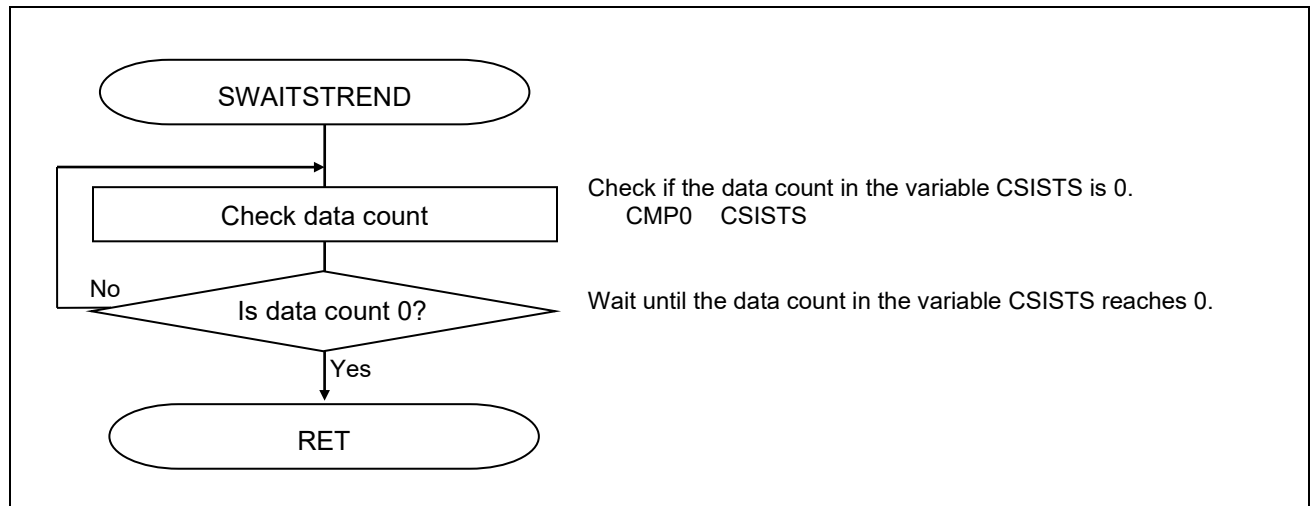 SWAITSTREND
Check data count
Check if the data count in the variable CSISTS is 0.
CMP0 CSISTS
No
Is data count 0?
Wait until the data count in the variable CSISTS reaches 0.
Yes
RET